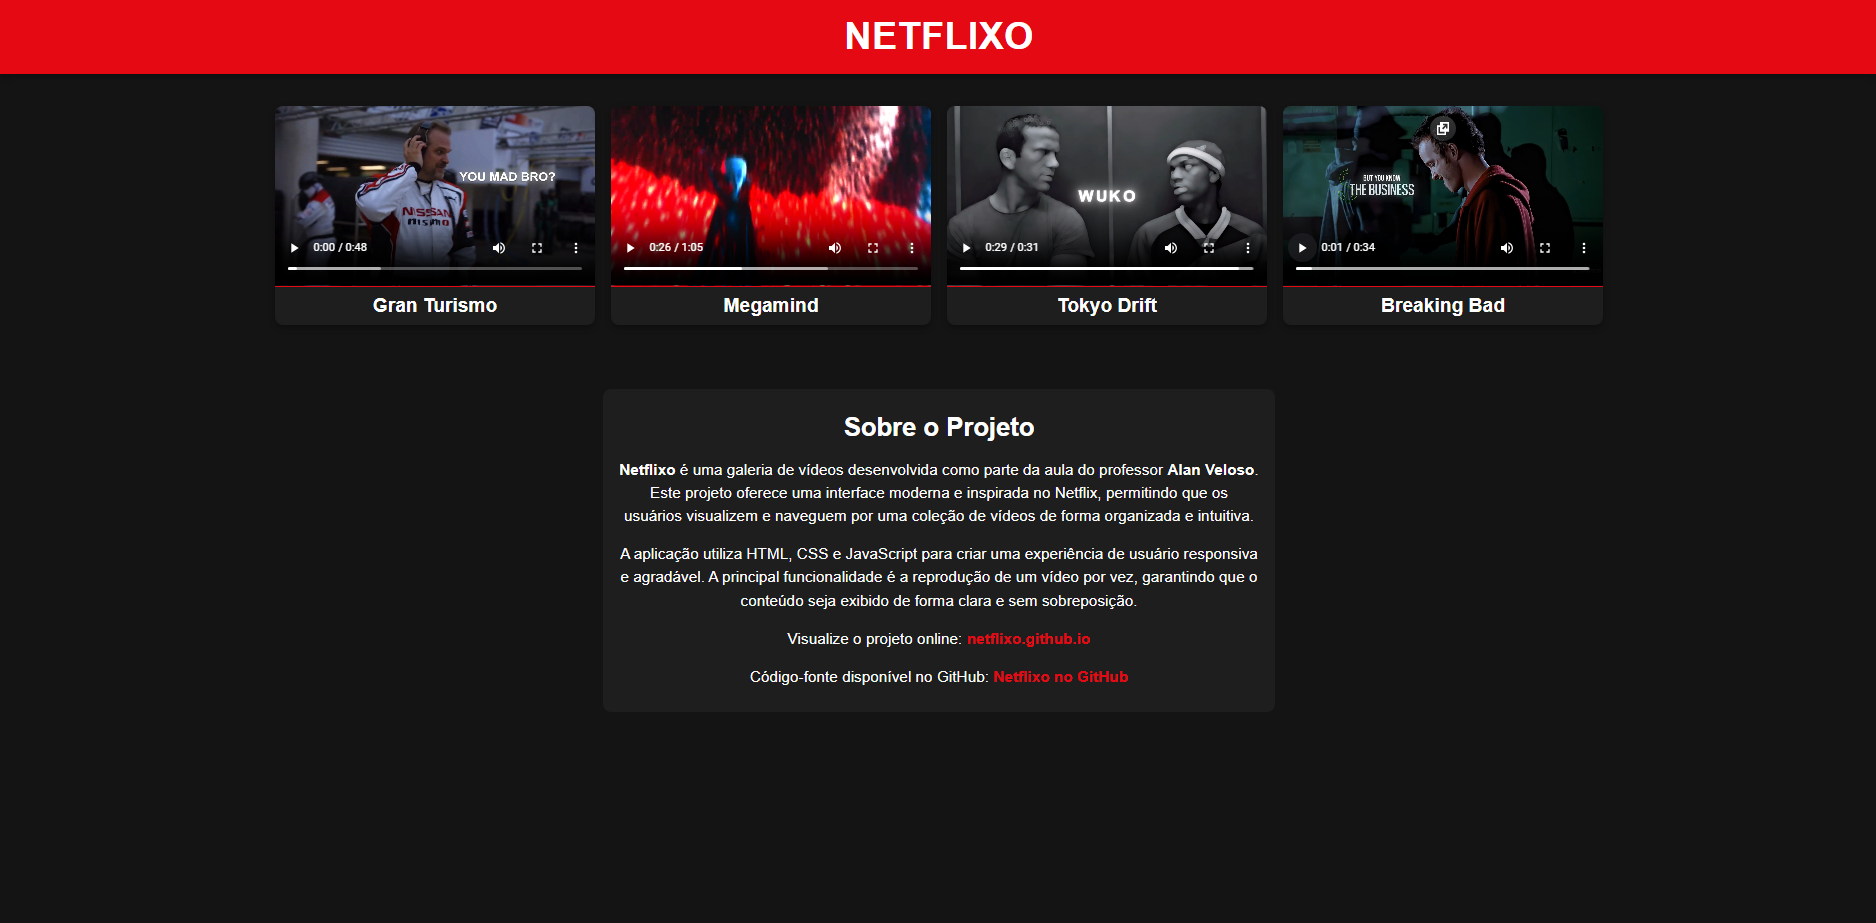 NETFLIXO
YOU MAD BRO?
NISSAN
nismo
0:00 / 0:48
Gran Turismo
0:26 / 1:05
Megamind
WUKO
0:29 / 0:31
Tokyo Drift
BUT YOU KNOW
THE BUSINESS
0:01 / 0:34
Breaking Bad
Sobre o Projeto
Netflixo é uma galeria de vídeos desenvolvida como parte da aula do professor Alan Veloso.
Este projeto oferece uma interface moderna e inspirada no Netflix, permitindo que os
usuários visualizem e naveguem por uma coleção de vídeos de forma organizada e intuitiva.
A aplicação utiliza HTML, CSS e JavaScript para criar uma experiência de usuário responsiva
e agradável. A principal funcionalidade é a reprodução de um vídeo por vez, garantindo que o
conteúdo seja exibido de forma clara e sem sobreposição.
Visualize o projeto online: netflixo.github.io
Código-fonte disponível no GitHub: Netflixo no GitHub